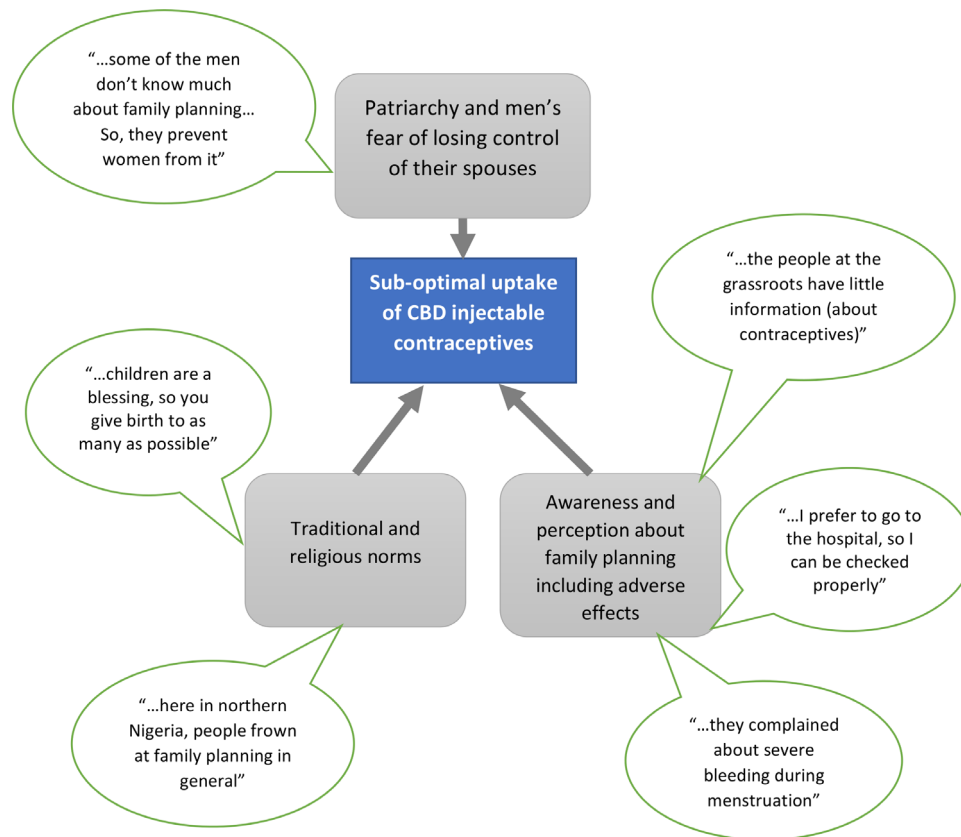 “…some of the men
don’t know much
about family planning…
So, they prevent
women from it”
Patriarchy and men’s
fear of losing control
of their spouses
Sub-optimal uptake
of CBD injectable
contraceptives
“…the people at the
grassroots have little
information (about
contraceptives)”
“…children are a
blessing, so you
give birth to as
many as possible”
Traditional and
religious norms
Awareness and
perception about
family planning
including adverse
effects
“…I prefer to go to
the hospital, so I
can be checked
properly”
“…here in northern
Nigeria, people frown
at family planning in
general”
“…they complained
about severe
bleeding during
menstruation”